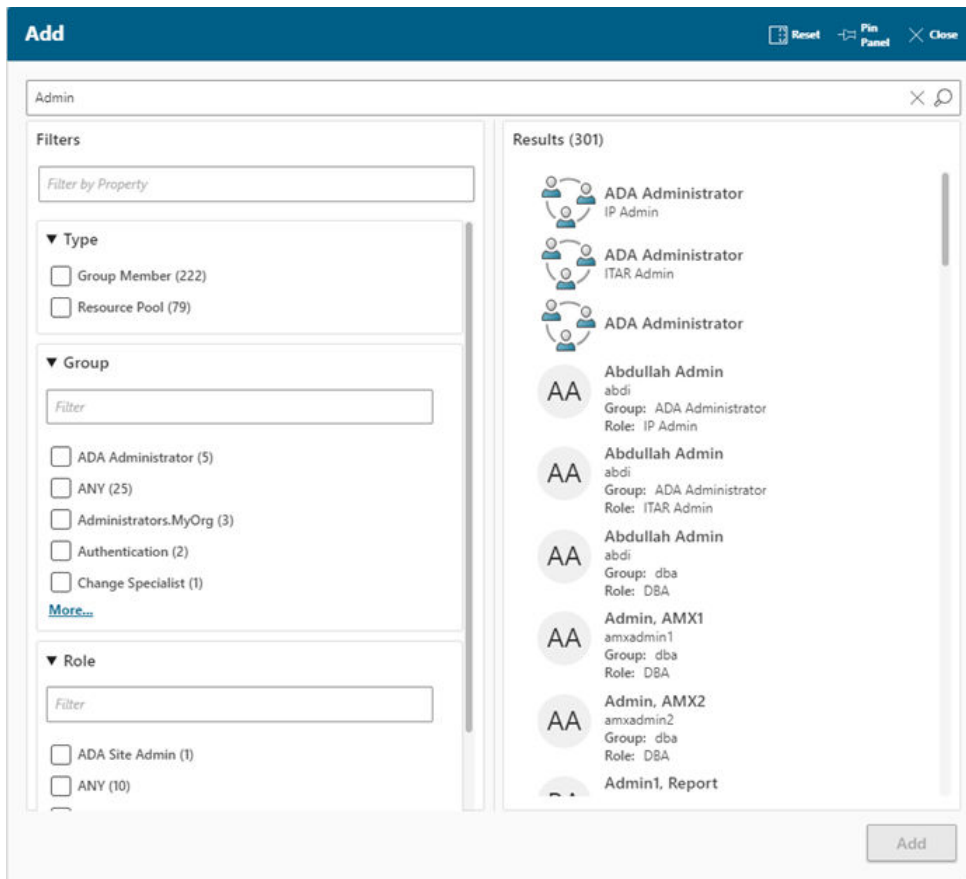 Add
Reset
Pin
Panel
Close
Admin
Filters
Filter by Property
Type
Group Member (222)
Resource Pool (79)
Group
Filter
ADA Administrator (5)
ANY (25)
Administrators.MyOrg (3)
Authentication (2)
Change Specialist (1)
More...
Role
Filter
ADA Site Admin (1)
ANY (10)
Results (301)
ADA Administrator
IP Admin
ADA Administrator
ITAR Admin
ADA Administrator
AA
Abdullah Admin
abdi
Group: ADA Administrator
Role: IP Admin
AA
Abdullah Admin
abdi
Group: ADA Administrator
Role: ITAR Admin
AA
Abdullah Admin
abdi
Group: dba
Role: DBA
AA
Admin, AMX1
amxadmin1
Group: dba
Role: DBA
AA
Admin, AMX2
amxadmin2
Group: dba
Role: DBA
Admin1, Report
Add